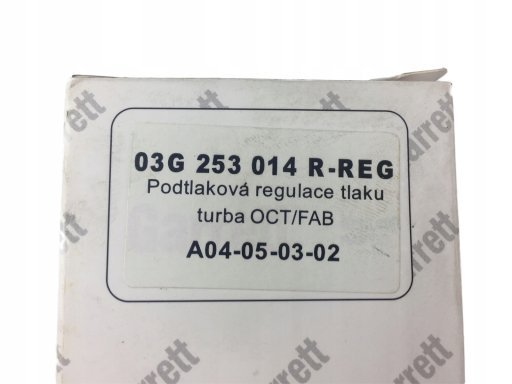 03G 253 014 R-REG
Podtlaková regulace tlaku
turba OCT/FAB
A04-05-03-02